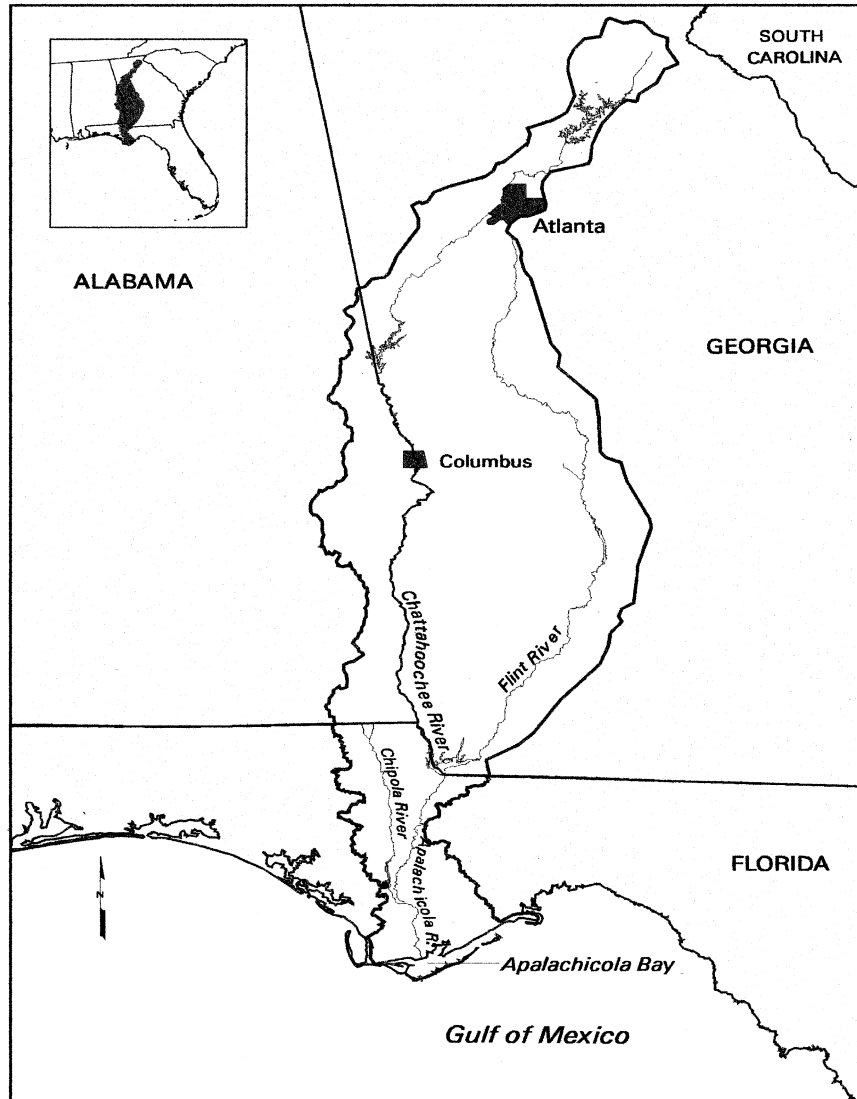 SOUTH
CAROLINA
Atlanta
ALABAMA
GEORGIA
Columbus
Chattahoochee River
Flint River
Chipola River
Apalachicola R.
FLORIDA
N
Apalachicola Bay
Gulf of Mexico